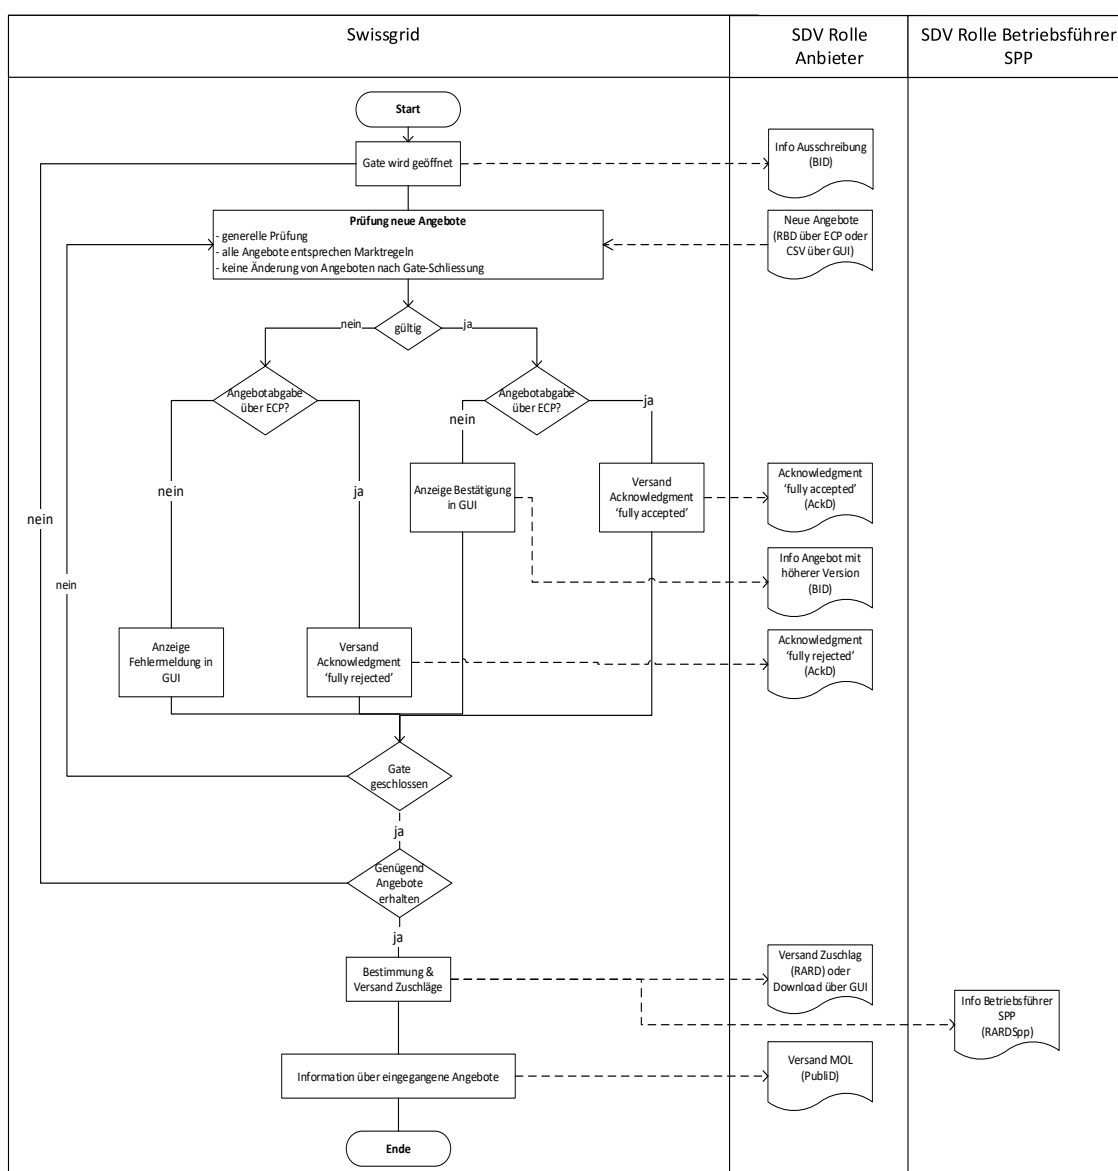 Swissgrid
SDV Rolle
Anbieter
SDV Rolle Betriebsführer
SPP
Start
Gate wird geöffnet
Info Ausschreibung
(BID)
Prüfung neue Angebote
- generelle Prüfung
- alle Angebote entsprechen Marktregeln
- keine Änderung von Angeboten nach Gate-Schliessung
Neue Angebote
(RBD über ECP oder
CSV über GUI)
nein
gültig
ja
Angebotabgabe
über ECP?
Angebotabgabe
über ECP?
nein
ja
nein
ja
Anzeige Bestätigung
in GUI
Versand
Acknowledgment
‘fully accepted’
Acknowledgment
‘fully accepted’
(AckD)
nein
nein
Info Angebot mit
höherer Version
(BID)
Anzeige
Fehlermeldung in
GUI
Versand
Acknowledgment
‘fully rejected’
Acknowledgment
‘fully rejected’
(AckD)
Gate
geschlossen
ja
Genügend
Angebote
erhalten
ja
Bestimmung &
Versand Zuschläge
Versand Zuschlag
(RARD) oder
Download über GUI
Info Betriebsführer
SPP
(RARDSpp)
Information über eingegangene Angebote
Versand MOL
(PubliD)
Ende